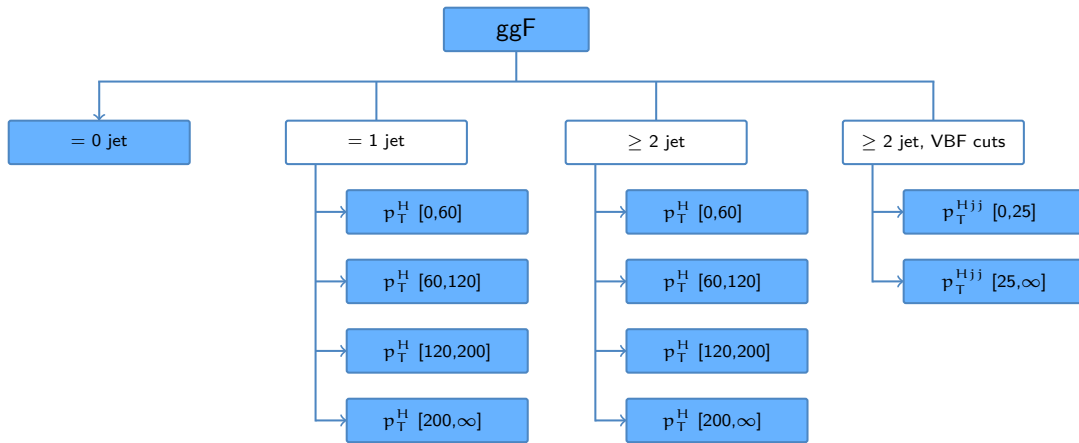 ggF
= 0 jet
= 1 jet
≥ 2 jet
≥ 2 jet, VBF cuts
p_T^H [0,60]
p_T^H [0,60]
p_T^{Hjj} [0,25]
p_T^H [60,120]
p_T^H [60,120]
p_T^{Hjj} [25,∞]
p_T^H [120,200]
p_T^H [120,200]
p_T^H [200,∞]
p_T^H [200,∞]